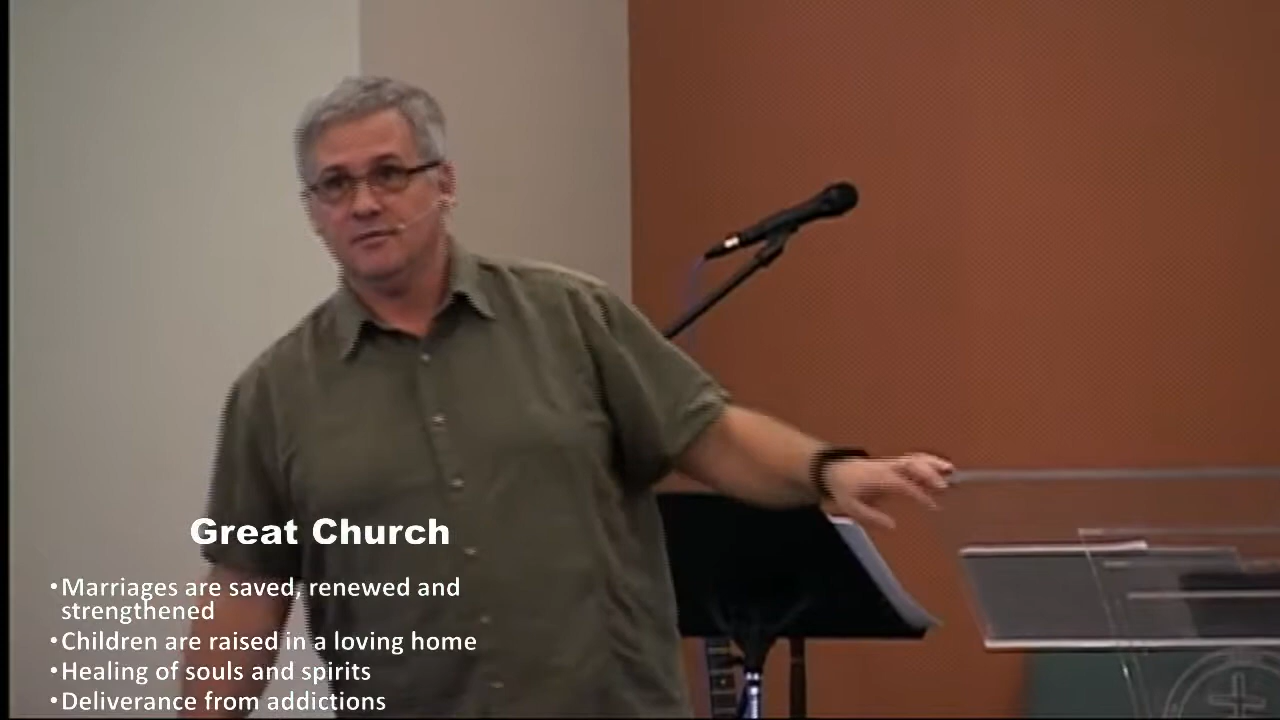 Great Church
•Marriages are saved, renewed and
strengthened
•Children are raised in a loving home
•Healing of souls and spirits
•Deliverance from addictions